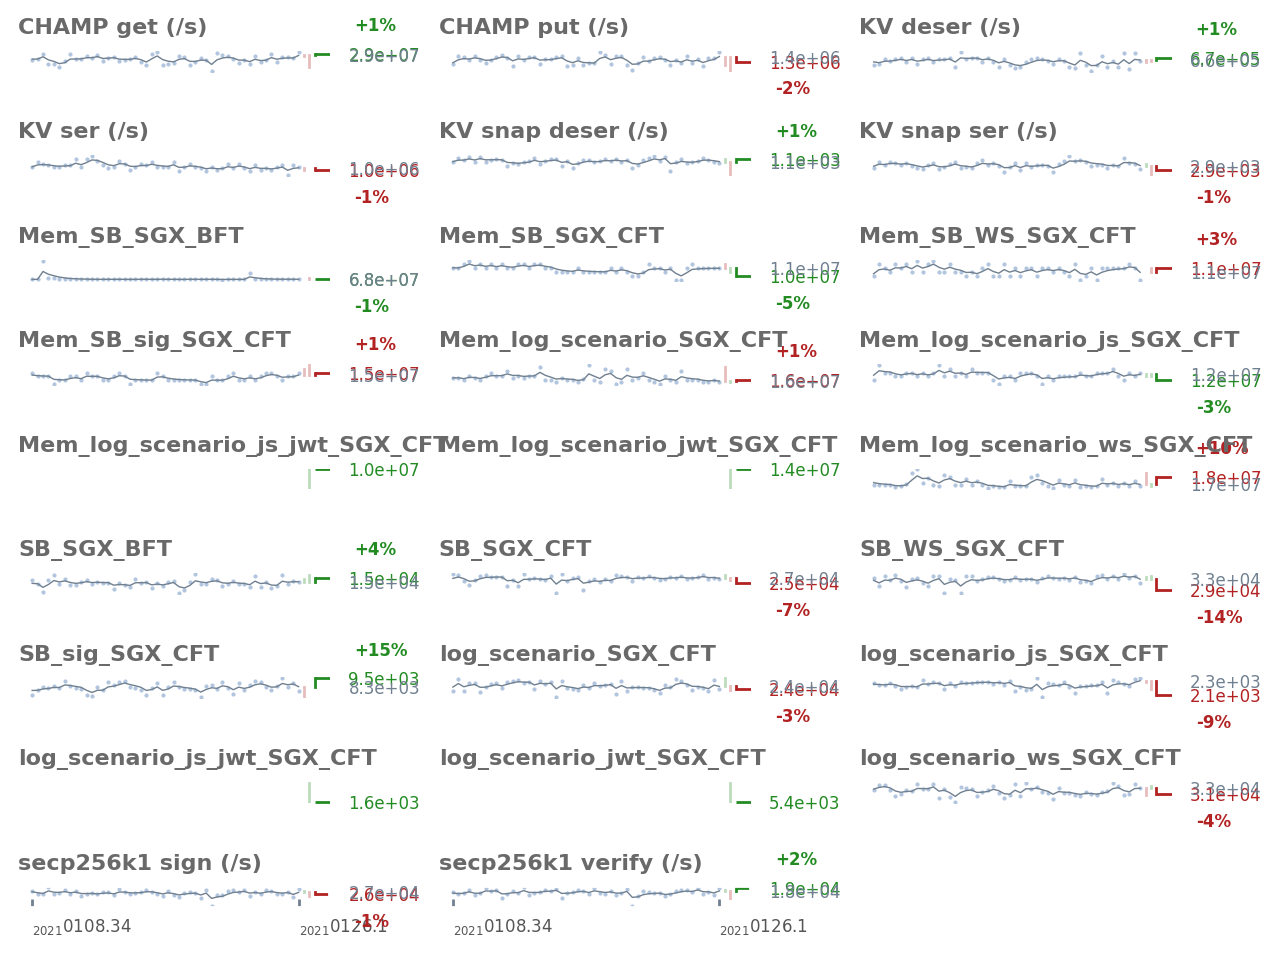 CHAMP get (/s)
+1%
2.9e+07
CHAMP put (/s)
1.4e+06
1.3e+06
-2%
KV deser (/s)
+1%
6.7e+05
6.6e+05
KV ser (/s)
1.0e+06
1.0e+06
-1%
KV snap deser (/s)
+1%
1.1e+03
1.1e+03
KV snap ser (/s)
2.9e+03
2.9e+03
-1%
Mem_SB_SGX_BFT
6.8e+07
-1%
Mem_SB_SGX_CFT
1.1e+07
1.0e+07
-5%
Mem_SB_WS_SGX_CFT
+3%
1.1e+07
1.1e+07
Mem_SB_sig_SGX_CFT
+1%
1.5e+07
1.5e+07
Mem_log_scenario_SGX_CFT
+1%
1.6e+07
1.6e+07
Mem_log_scenario_js_SGX_CFT
1.2e+07
1.2e+07
-3%
Mem_log_scenario_js_jwt_SGX_CFT
1.0e+07
Mem_log_scenario_jwt_SGX_CFT
1.4e+07
Mem_log_scenario_ws_SGX_CFT
+10%
1.8e+07
1.7e+07
SB_SGX_BFT
+4%
1.5e+04
1.5e+04
SB_SGX_CFT
2.7e+04
2.5e+04
-7%
SB_WS_SGX_CFT
3.3e+04
2.9e+04
-14%
SB_sig_SGX_CFT
+15%
9.5e+03
8.3e+03
log_scenario_SGX_CFT
2.4e+04
2.4e+04
-3%
log_scenario_js_SGX_CFT
2.3e+03
2.1e+03
-9%
log_scenario_js_jwt_SGX_CFT
1.6e+03
log_scenario_jwt_SGX_CFT
5.4e+03
log_scenario_ws_SGX_CFT
3.3e+04
3.1e+04
-4%
secp256k1 sign (/s)
2.7e+04
2.6e+04
-1%
secp256k1 verify (/s)
+2%
1.9e+04
1.8e+04
20210108.34
20210126.1
20210108.34
20210126.1